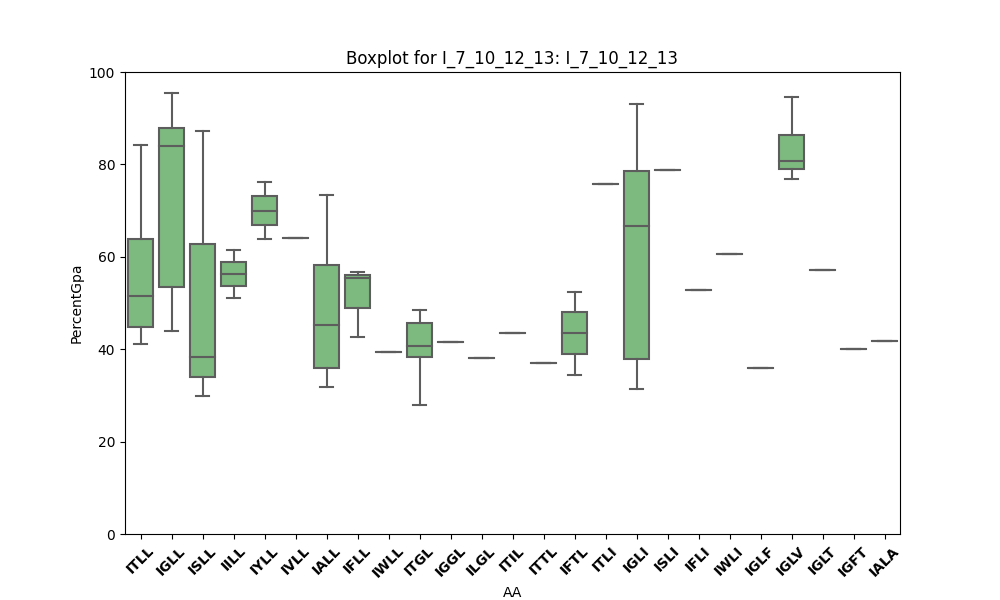 Boxplot for I_7_10_12_13: I_7_10_12_13
100
80
60
40
20
0
PercentGpa
ITLL IGLL ISLL IILL IYLL IVLL IALL IFLL IWLL ITGL IGGL ILGL ITIL ITTL IFTL ITLI IGLI ISLI IFLI IWLI IGLF IGLV IGLT IGFT IALA
AA